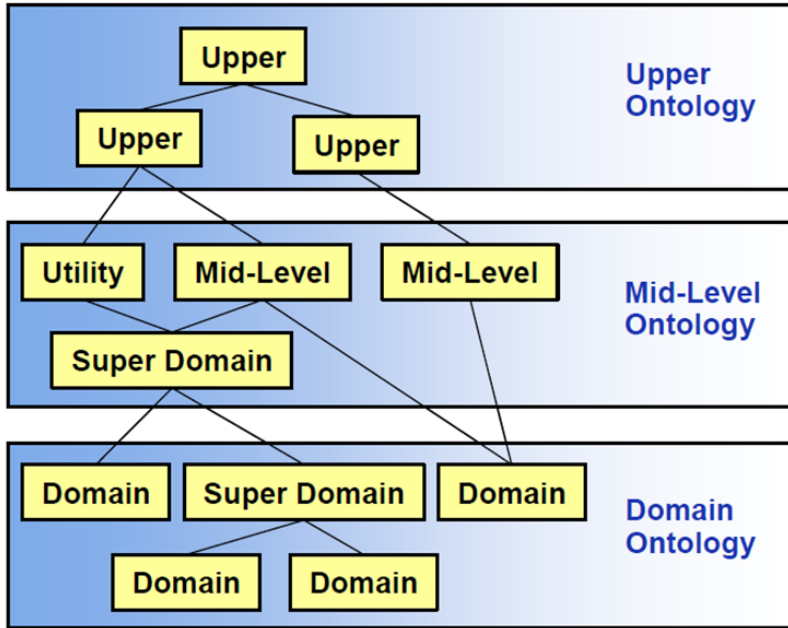 Upper
Upper
Upper
Upper
Ontology
Utility
Mid-Level
Mid-Level
Super Domain
Mid-Level
Ontology
Domain
Super Domain
Domain
Domain
Domain
Domain
Ontology